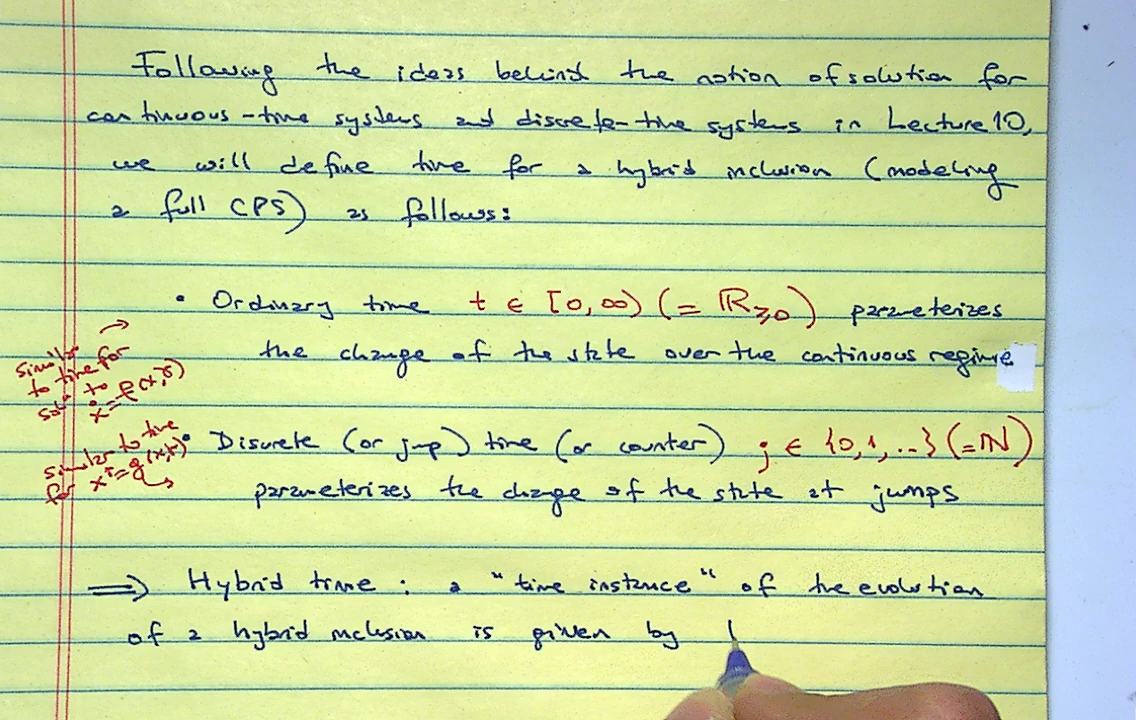 Following the ideas behind the notion of solution for
continuous-time systems and discrete-time systems in Lecture 10,
we will define time for a hybrid inclusion (modeling
a full CPS) as follows:
• Ordinary time t ∈ [0,∞) (= ℝ≥0) parameterizes
the change of the state over the continuous regime
similar
to time for
sol. to
ẋ = f(x,γ)
• Discrete (or jump) time (or counter) j ∈ {0,1,...} (=ℕ)
parameterizes the change of the state at jumps
similar to time
for x⁺=g(x,γ)
⇒ Hybrid time: a "time instance" of the evolution
of a hybrid inclusion is given by (